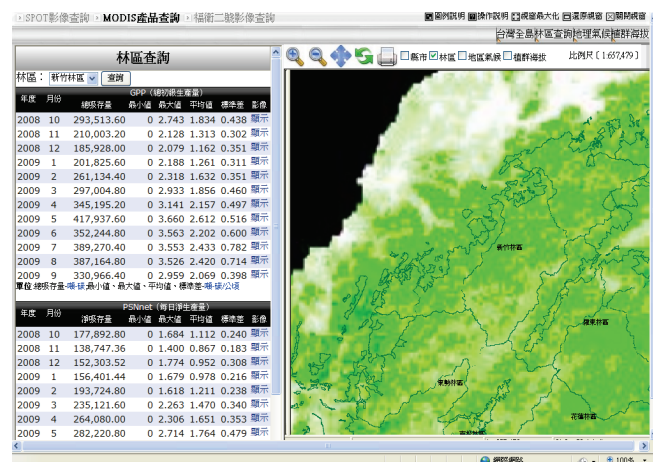 SPOT影像查詢 MODIS產品查詢 福衛二號影像查詢
圖例説明 操作説明 視窗最大化 還原視窗 關閉視窗
台灣全島 林區查詢 地理氣候 植群海拔
林區查詢
林區： 新竹林區 查詢
縣市 林區 地區氣候 植群海拔 比例尺〔1:657,479〕
GPP（總初級生產量）
年度 月份 總吸存量 最小値 最大値 平均値 標準差 影像
2008 10 293,513.60 0 2.743 1.834 0.438 顯示
2008 11 210,003.20 0 2.128 1.313 0.302 顯示
2008 12 185,928.00 0 2.079 1.162 0.351 顯示
2009 1 201,825.60 0 2.188 1.261 0.311 顯示
2009 2 261,134.40 0 2.318 1.632 0.351 顯示
2009 3 297,004.80 0 2.933 1.856 0.460 顯示
2009 4 345,195.20 0 3.141 2.157 0.497 顯示
2009 5 417,937.60 0 3.660 2.612 0.516 顯示
2009 6 352,244.80 0 3.563 2.202 0.600 顯示
2009 7 389,270.40 0 3.553 2.433 0.782 顯示
2009 8 387,164.80 0 3.526 2.420 0.714 顯示
2009 9 330,966.40 0 2.959 2.069 0.398 顯示
單位:總吸存量-噸-碳;最小値、最大値、平均値、標準差-噸-碳/公頃
PSNnet（每日淨生產量）
年度 月份 淨吸存量 最小値 最大値 平均値 標準差 影像
2008 10 177,892.80 0 1.684 1.112 0.240 顯示
2008 11 138,747.36 0 1.400 0.867 0.183 顯示
2008 12 152,303.52 0 1.774 0.952 0.308 顯示
2009 1 156,401.44 0 1.679 0.978 0.216 顯示
2009 2 193,724.80 0 1.618 1.211 0.238 顯示
2009 3 235,121.60 0 2.263 1.470 0.340 顯示
2009 4 264,080.00 0 2.306 1.651 0.353 顯示
2009 5 282,220.80 0 2.714 1.764 0.479 顯示
新竹林區
羅東林區
東勢林區
花蓮林區
網際網路 100%